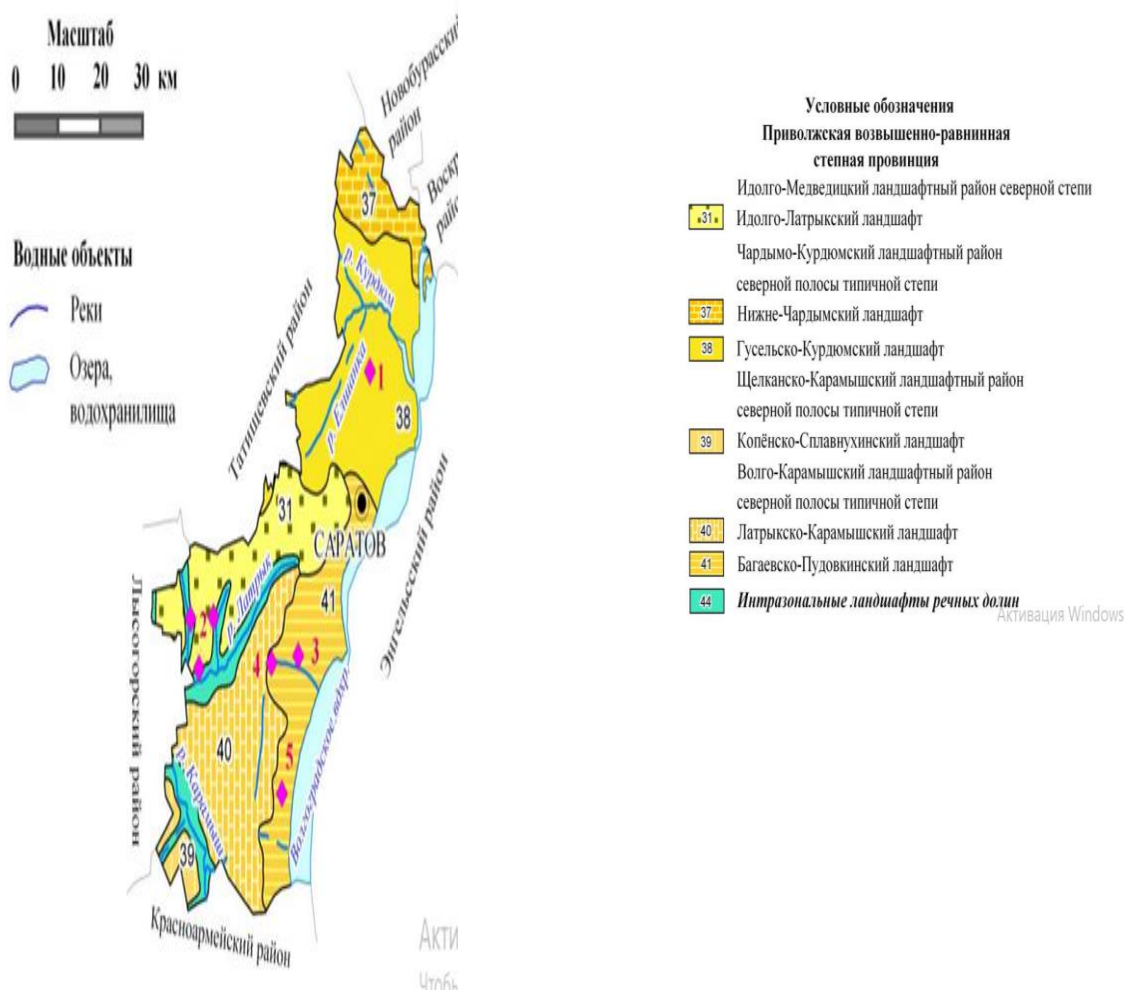 Масштаб
0 10 20 30 км
Новобурасский
район
Воскр
райо
37
Водные объекты
Реки
Озера,
водохранилища
р. Курдюм
Татищевский район
1
р. Елшанка
38
31
САРАТОВ
Энгельсский район
Лысогорский район
2
р. Латрык
41
4
3
40
5
р. Карамыш
Волгоградское вдхр.
39
Красноармейский район
Акти
Чтобы
Условные обозначения
Приволжская возвышенно-равнинная
степная провинция
Идолго-Медведицкий ландшафтный район северной степи
31 Идолго-Латрыкский ландшафт
Чардымо-Курдюмский ландшафтный район
северной полосы типичной степи
37 Нижне-Чардымский ландшафт
38 Гусельско-Курдюмский ландшафт
Щелканско-Карамышский ландшафтный район
северной полосы типичной степи
39 Копёнско-Сплавнухинский ландшафт
Волго-Карамышский ландшафтный район
северной полосы типичной степи
40 Латрыкско-Карамышский ландшафт
41 Багаевско-Пудовкинский ландшафт
44 Интразональные ландшафты речных долин
Активация Windows